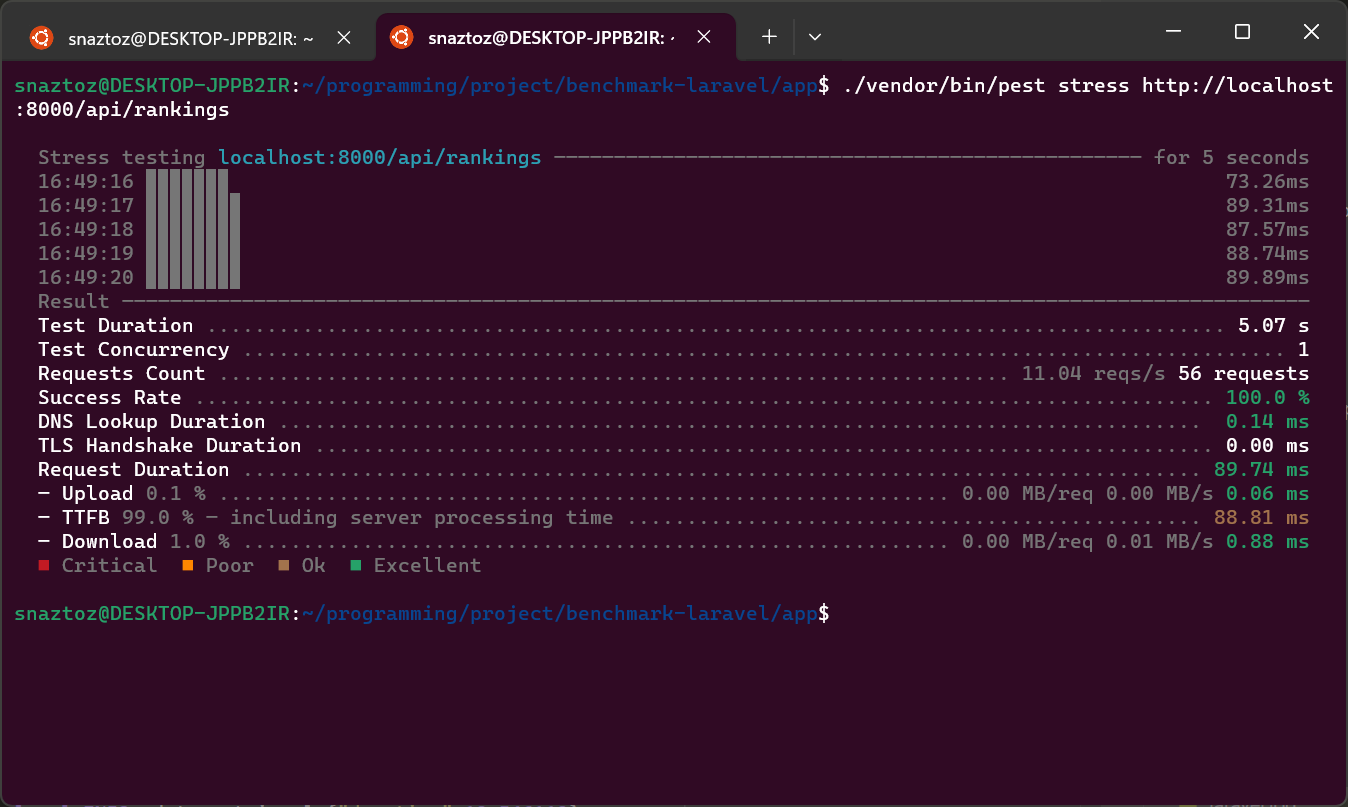 snaztoz@DESKTOP-JPPB2IR: ~
snaztoz@DESKTOP-JPPB2IR: ~
snaztoz@DESKTOP-JPPB2IR:~/programming/project/benchmark-laravel/app$ ./vendor/bin/pest stress http://localhost
:8000/api/rankings
Stress testing localhost:8000/api/rankings ───────────────────────────────────────────────── for 5 seconds
16:49:16 73.26ms
16:49:17 89.31ms
16:49:18 87.57ms
16:49:19 88.74ms
16:49:20 89.89ms
Result ───────────────────────────────────────────────────────────────────────────────────────────────────
Test Duration ..................................................................................... 5.07 s
Test Concurrency ....................................................................................... 1
Requests Count .................................................................. 11.04 reqs/s 56 requests
Success Rate ..................................................................................... 100.0 %
DNS Lookup Duration ............................................................................. 0.14 ms
TLS Handshake Duration .......................................................................... 0.00 ms
Request Duration ............................................................................... 89.74 ms
— Upload 0.1 % ............................................................. 0.00 MB/req 0.00 MB/s 0.06 ms
— TTFB 99.0 % — including server processing time ................................................ 88.81 ms
— Download 1.0 % ........................................................... 0.00 MB/req 0.01 MB/s 0.88 ms
Critical Poor Ok Excellent
snaztoz@DESKTOP-JPPB2IR:~/programming/project/benchmark-laravel/app$